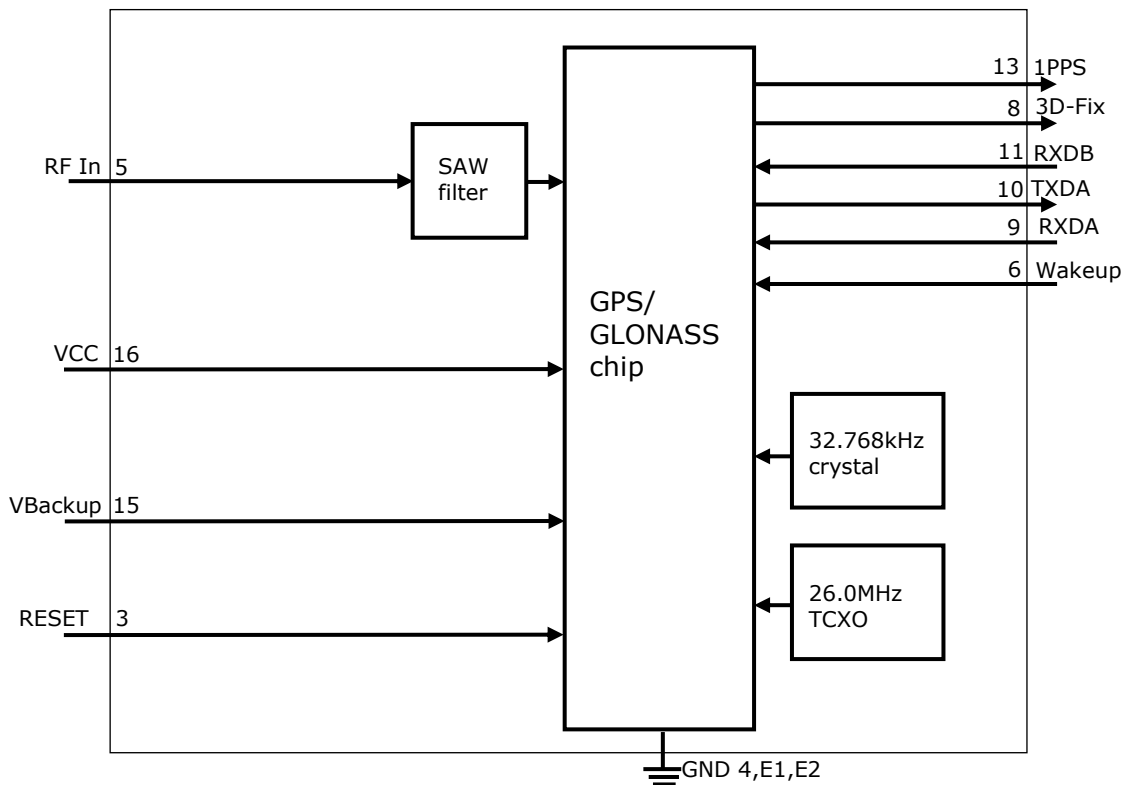 13 1PPS
8 3D-Fix
RF In 5
SAW
filter
11 RXDB
10 TXDA
9 RXDA
6 Wakeup
GPS/
GLONASS
chip
VCC 16
32.768kHz
crystal
VBackup 15
26.0MHz
TCXO
RESET 3
GND 4,E1,E2